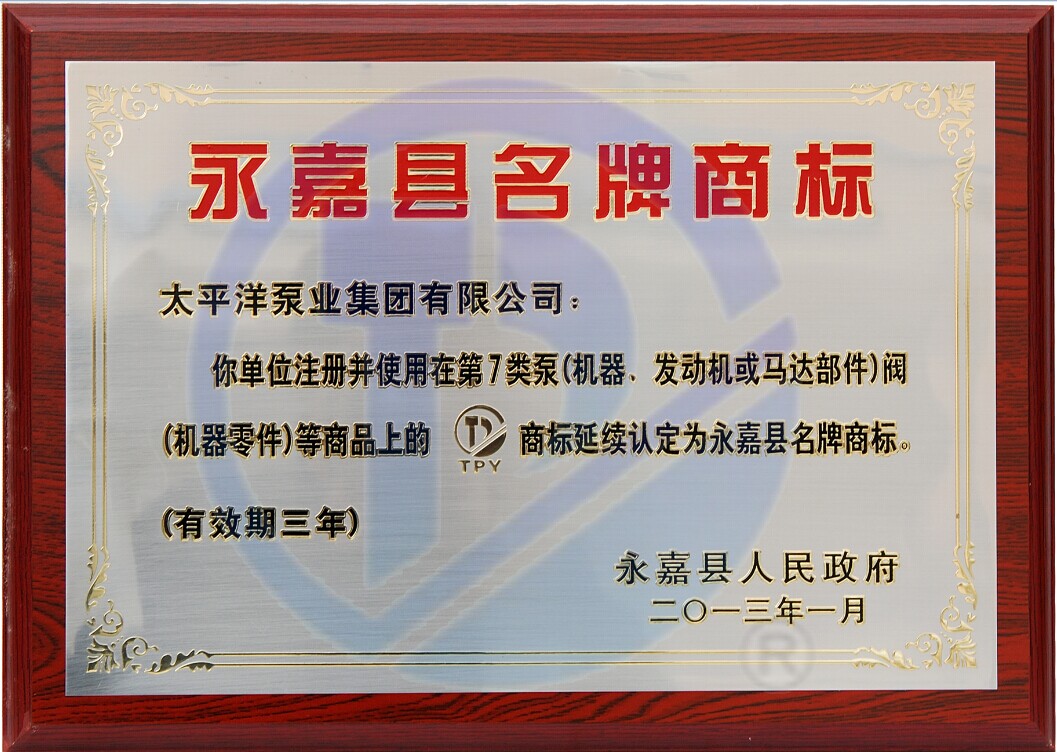 永嘉县名牌商标
太平洋泵业集团有限公司：
你单位注册并使用在第7类泵(机器、发动机或马达部件)阀
(机器零件)等商品上的 TPY 商标延续认定为永嘉县名牌商标。
(有效期三年)
永嘉县人民政府
二〇一三年一月
®